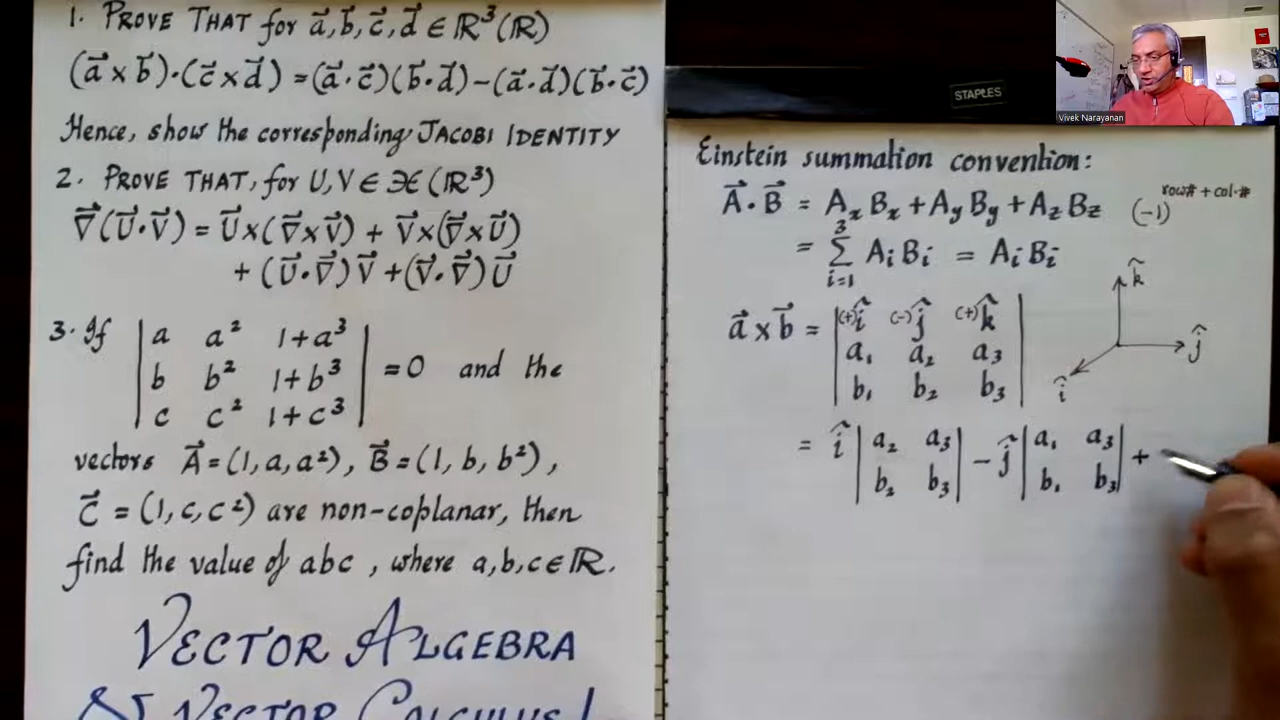 1. PROVE THAT for a⃗, b⃗, c⃗, d⃗ ∈ ℝ³(ℝ)
(a⃗ × b⃗)·(c⃗ × d⃗) = (a⃗·c⃗)(b⃗·d⃗) − (a⃗·d⃗)(b⃗·c⃗)
Hence, show the corresponding JACOBI IDENTITY
2. PROVE THAT, for U, V ∈ ӭ(ℝ³)
∇⃗(U⃗·V⃗) = U⃗×(∇⃗×V⃗) + V⃗×(∇⃗×U⃗)
+ (U⃗·∇⃗)V⃗ + (V⃗·∇⃗)U⃗
3. If | a a² 1+a³ |
| b b² 1+b³ | = 0 and the
| c c² 1+c³ |
vectors A⃗ = (1, a, a²), B⃗ = (1, b, b²),
C⃗ = (1, c, c²) are non-coplanar, then
find the value of abc, where a, b, c ∈ ℝ.
VECTOR ALGEBRA
& VECTOR CALCULUS!
STAPLES
Einstein summation convention:
A⃗·B⃗ = AₓBₓ + A_yB_y + A_zB_z
(-1)^(row# + col·#)
= Σ_{i=1}^{3} AᵢBᵢ = AᵢBᵢ
a⃗ × b⃗ = | (+)î (-)ĵ (+)k̂ |
| a₁ a₂ a₃ |
| b₁ b₂ b₃ |
k̂
ĵ
î
= î | a₂ a₃ | − ĵ | a₁ a₃ | +
| b₂ b₃ | | b₁ b₃ |
Vivek Narayanan